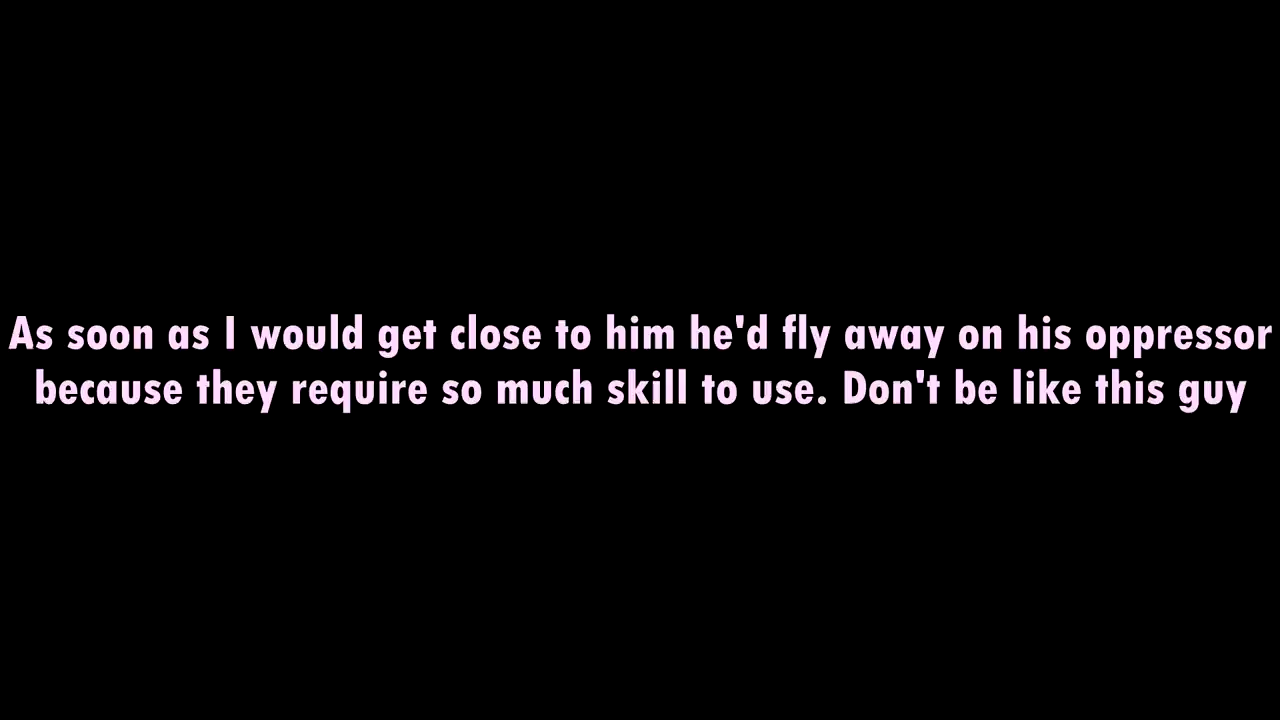 As soon as I would get close to him he'd fly away on his oppressor
because they require so much skill to use. Don't be like this guy